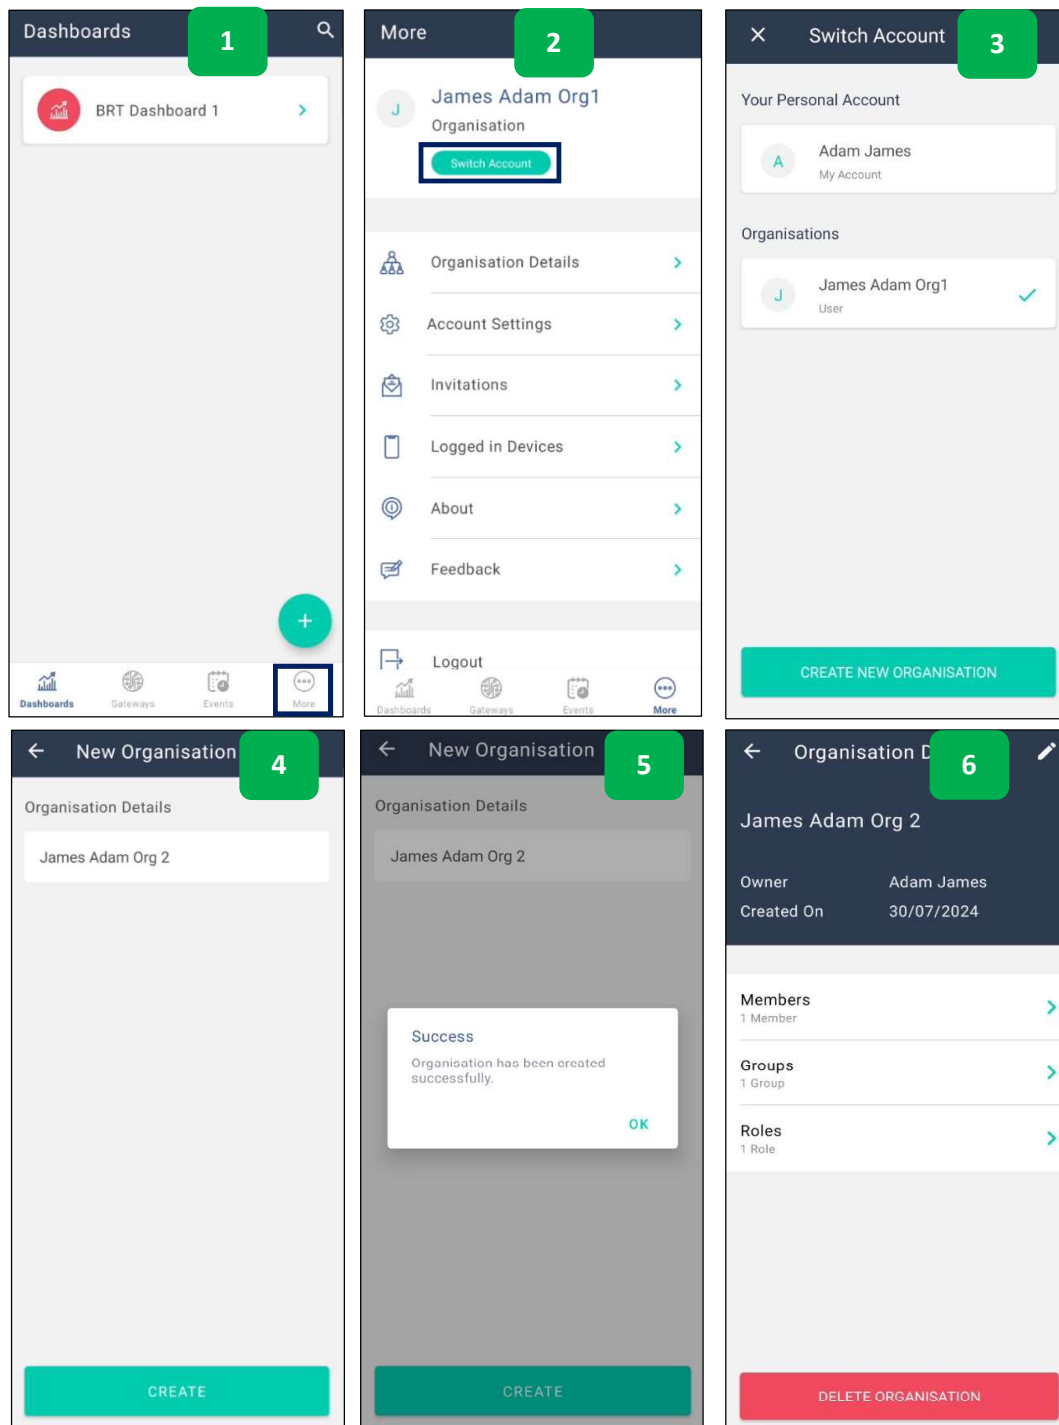 Dashboards
1
BRT Dashboard 1
+
Dashboards
Gateways
Events
More
More
2
J
James Adam Org1
Organisation
Switch Account
Organisation Details
Account Settings
Invitations
Logged in Devices
About
Feedback
Logout
Dashboards
Gateways
Events
More
Switch Account
3
Your Personal Account
A
Adam James
My Account
Organisations
J
James Adam Org1
User
CREATE NEW ORGANISATION
New Organisation
4
Organisation Details
James Adam Org 2
CREATE
New Organisation
5
Organisation Details
James Adam Org 2
Success
Organisation has been created
successfully.
OK
CREATE
Organisation D
6
James Adam Org 2
Owner Adam James
Created On 30/07/2024
Members
1 Member
Groups
1 Group
Roles
1 Role
DELETE ORGANISATION